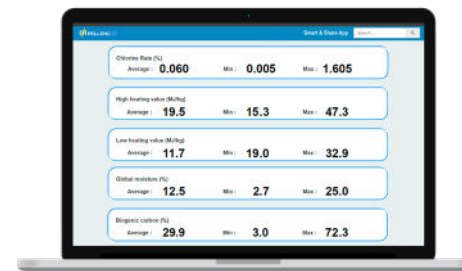 Smart & Share App Search...
Chlorine Rate (%)
Average : 0.060 Min : 0.005 Max : 1.605
High heating value (MJ/kg)
Average : 19.5 Min : 15.3 Max : 47.3
Low heating value (MJ/kg)
Average : 11.7 Min : 19.0 Max : 32.9
Global moisture (%)
Average : 12.5 Min : 2.7 Max : 25.0
Biogenic carbon (%)
Average : 29.9 Min : 3.0 Max : 72.3